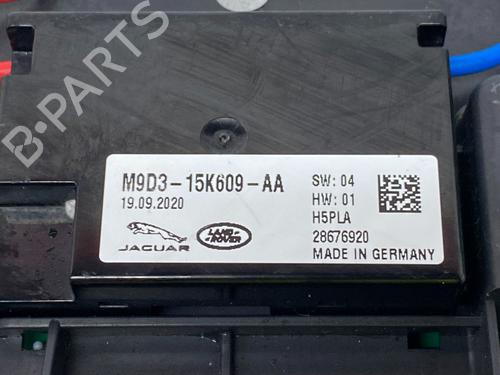 B-PARTS
M9D3-15K609-AA
19.09.2020
SW: 04
HW: 01
H5PLA
28676920
MADE IN GERMANY
JAGUAR
LAND-
ROVER